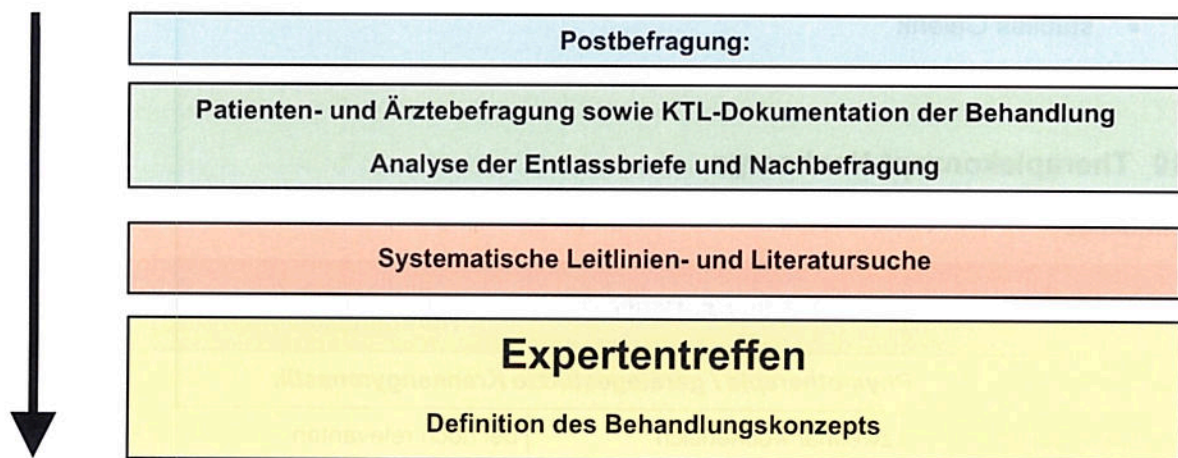 Postbefragung:
Patienten- und Ärztebefragung sowie KTL-Dokumentation der Behandlung
Analyse der Entlassbriefe und Nachbefragung
Systematische Leitlinien- und Literatursuche
Expertentreffen
Definition des Behandlungskonzepts